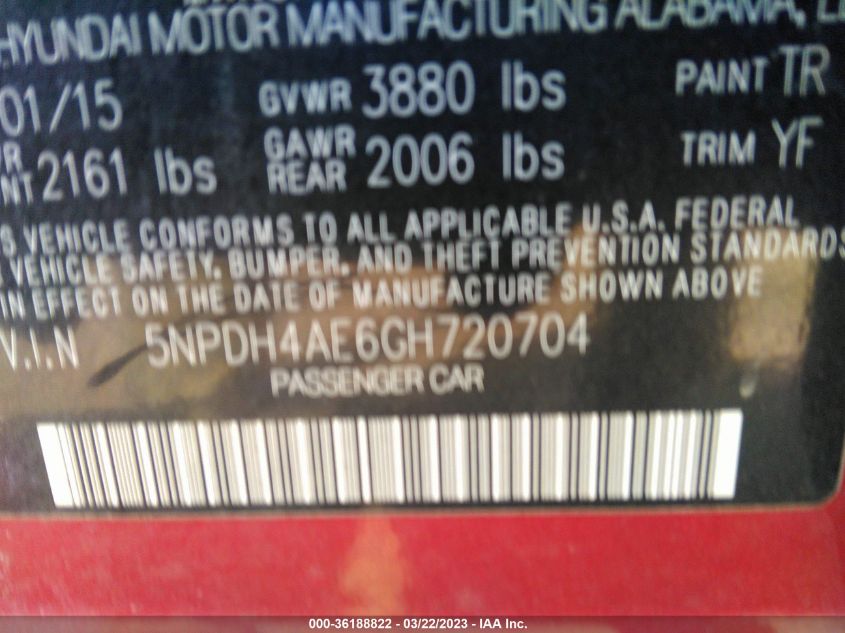 HYUNDAI MOTOR MANUFACTURING ALABAMA, L
01/15 GVWR 3880 lbs PAINT TR
2161 lbs GAWR REAR 2006 lbs TRIM YF
VEHICLE CONFORMS TO ALL APPLICABLE U.S.A. FEDERAL
VEHICLE SAFETY, BUMPER, AND THEFT PREVENTION STANDARDS
IN EFFECT ON THE DATE OF MANUFACTURE SHOWN ABOVE
V.I.N 5NPDH4AE6GH720704
PASSENGER CAR
000-36188822 - 03/22/2023 - IAA Inc.